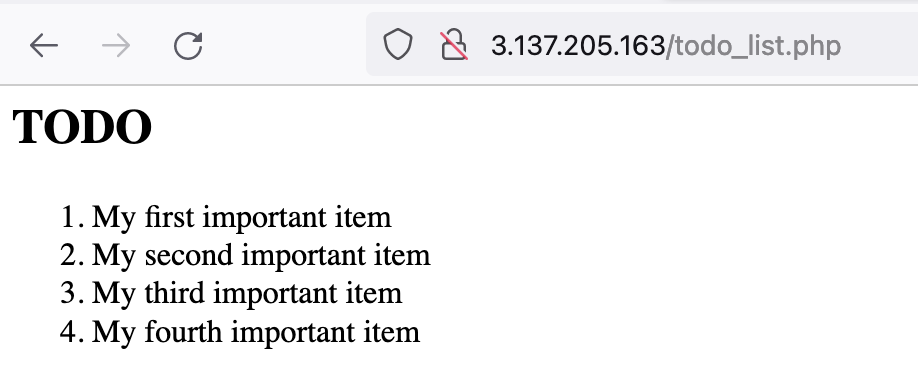 3.137.205.163/todo_list.php
TODO
1. My first important item
2. My second important item
3. My third important item
4. My fourth important item